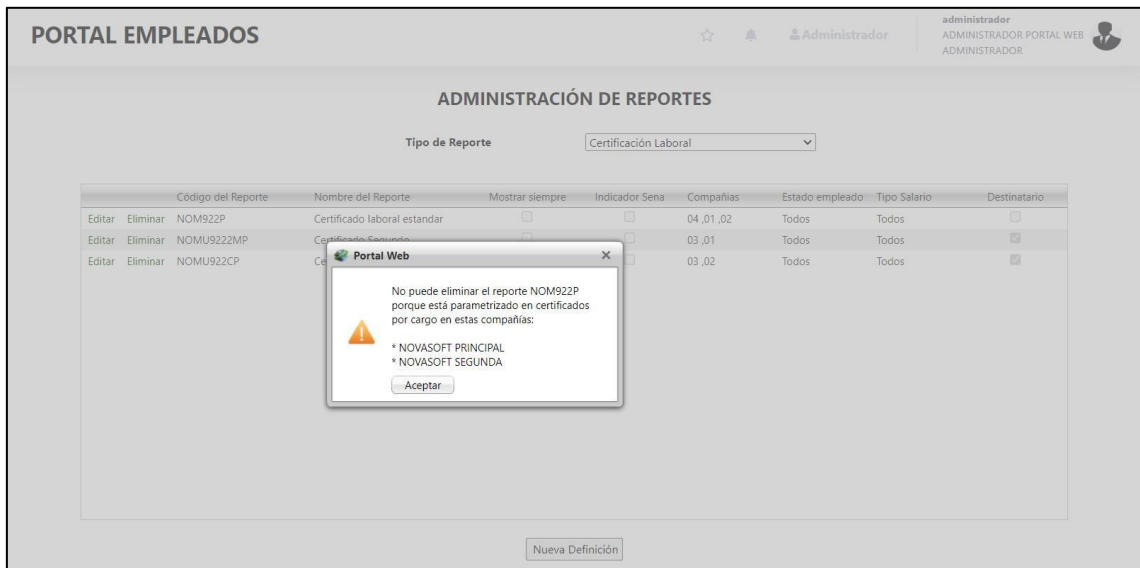 PORTAL EMPLEADOS
Administrador
administrador
ADMINISTRADOR PORTAL WEB
ADMINISTRADOR
ADMINISTRACIÓN DE REPORTES
Tipo de Reporte Certificación Laboral
Código del Reporte Nombre del Reporte Mostrar siempre Indicador Sena Compañias Estado empleado Tipo Salario Destinatario
Editar Eliminar NOM922P Certificado laboral estandar 04 ,01 ,02 Todos Todos
Editar Eliminar NOMU9222MP Certificado Segundo 03 ,01 Todos Todos
Editar Eliminar NOMU922CP Ce 03 ,02 Todos Todos
Portal Web
No puede eliminar el reporte NOM922P
porque está parametrizado en certificados
por cargo en estas compañías:
* NOVASOFT PRINCIPAL
* NOVASOFT SEGUNDA
Aceptar
Nueva Definición